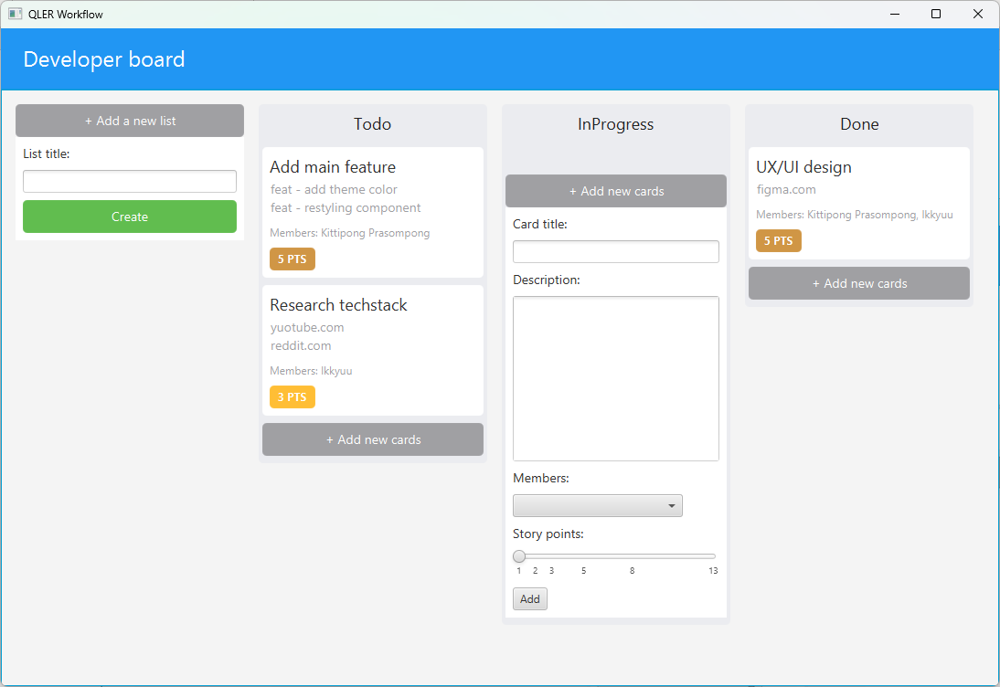 QLER Workflow
Developer board
+ Add a new list
List title:
Create
Todo
Add main feature
feat - add theme color
feat - restyling component
Members: Kittipong Prasompong
5 PTS
Research techstack
yuotube.com
reddit.com
Members: Ikkyuu
3 PTS
+ Add new cards
InProgress
+ Add new cards
Card title:
Description:
Members:
Story points:
1 2 3 5 8 13
Add
Done
UX/UI design
figma.com
Members: Kittipong Prasompong, Ikkyuu
5 PTS
+ Add new cards